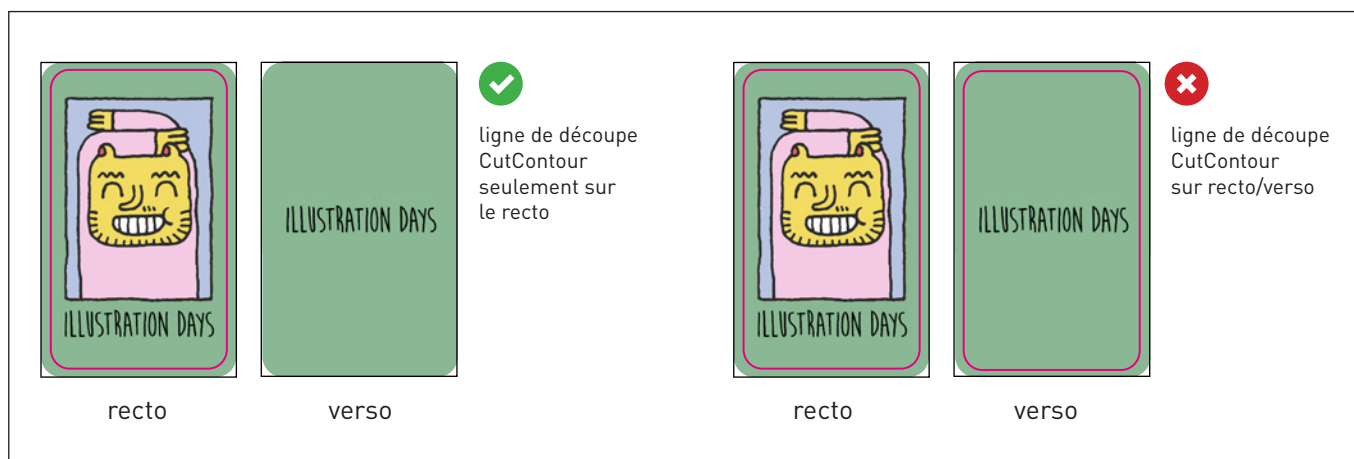 ILLUSTRATION DAYS
ILLUSTRATION DAYS
recto
verso
ligne de découpe
CutContour
seulement sur
le recto
ILLUSTRATION DAYS
ILLUSTRATION DAYS
recto
verso
ligne de découpe
CutContour
sur recto/verso